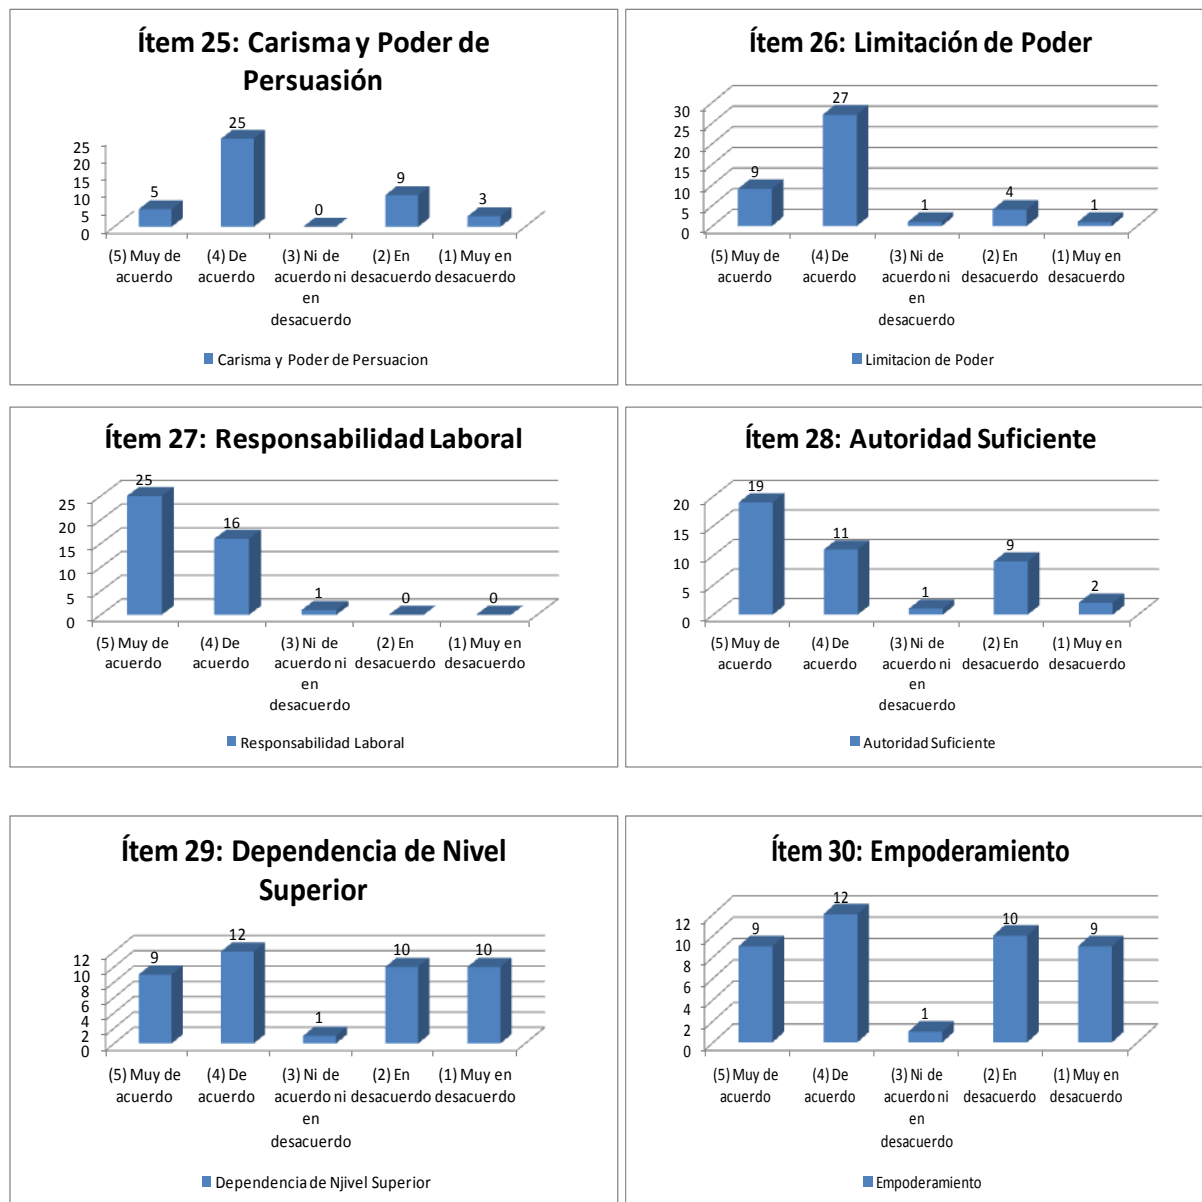 Ítem 25: Carisma y Poder de
Persuasión
25
20
15
10
5
0
5
25
0
9
3
(5) Muy de
acuerdo
(4) De
acuerdo
(3) Ni de
acuerdo ni
en
desacuerdo
(2) En
desacuerdo
(1) Muy en
desacuerdo
Carisma y Poder de Persuacion
Ítem 26: Limitación de Poder
30
25
20
15
10
5
0
9
27
1
4
1
(5) Muy de
acuerdo
(4) De
acuerdo
(3) Ni de
acuerdo ni
en
desacuerdo
(2) En
desacuerdo
(1) Muy en
desacuerdo
Limitacion de Poder
Ítem 27: Responsabilidad Laboral
25
20
15
10
5
0
25
16
1
0
0
(5) Muy de
acuerdo
(4) De
acuerdo
(3) Ni de
acuerdo ni
en
desacuerdo
(2) En
desacuerdo
(1) Muy en
desacuerdo
Responsabilidad Laboral
Ítem 28: Autoridad Suficiente
20
15
10
5
0
19
11
1
9
2
(5) Muy de
acuerdo
(4) De
acuerdo
(3) Ni de
acuerdo ni
en
desacuerdo
(2) En
desacuerdo
(1) Muy en
desacuerdo
Autoridad Suficiente
Ítem 29: Dependencia de Nivel
Superior
12
10
8
6
4
2
0
9
12
1
10
10
(5) Muy de
acuerdo
(4) De
acuerdo
(3) Ni de
acuerdo ni
en
desacuerdo
(2) En
desacuerdo
(1) Muy en
desacuerdo
Dependencia de Njivel Superior
Ítem 30: Empoderamiento
12
10
8
6
4
2
0
9
12
1
10
9
(5) Muy de
acuerdo
(4) De
acuerdo
(3) Ni de
acuerdo ni
en
desacuerdo
(2) En
desacuerdo
(1) Muy en
desacuerdo
Empoderamiento